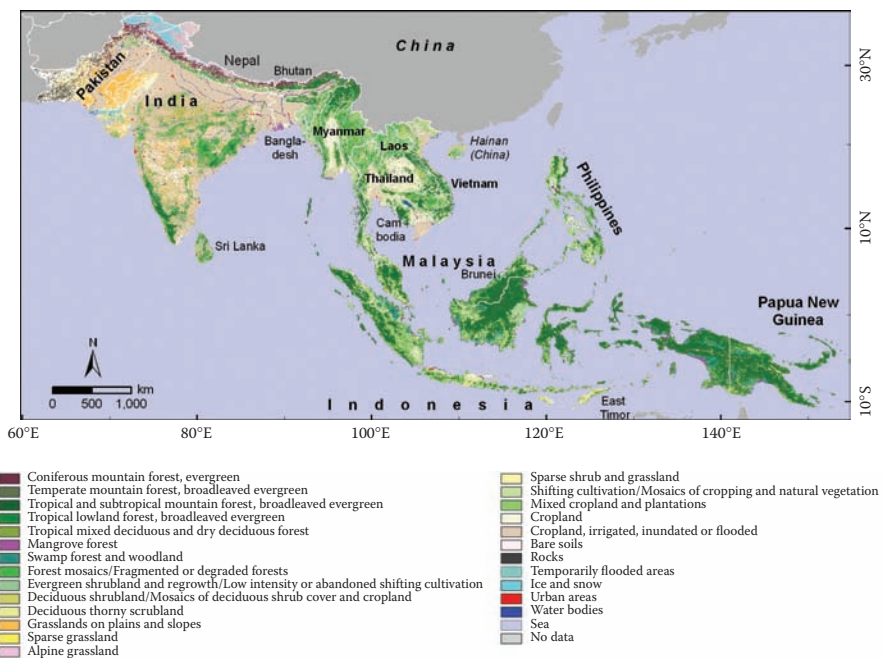 China
30°N
Nepal
Bhutan
Pakistan
India
Myanmar
Bangla-
desh
Laos
Hainan
(China)
Thailand
Vietnam
Philippines
10°N
Cam
bodia
Sri Lanka
Malaysia
Brunei
Papua New
Guinea
N
km
0 500 1,000
Indonesia
East
Timor
10°S
60°E 80°E 100°E 120°E 140°E
Coniferous mountain forest, evergreen
Temperate mountain forest, broadleaved evergreen
Tropical and subtropical mountain forest, broadleaved evergreen
Tropical lowland forest, broadleaved evergreen
Tropical mixed deciduous and dry deciduous forest
Mangrove forest
Swamp forest and woodland
Forest mosaics/Fragmented or degraded forests
Evergreen shrubland and regrowth/Low intensity or abandoned shifting cultivation
Deciduous shrubland/Mosaics of deciduous shrub cover and cropland
Deciduous thorny scrubland
Grasslands on plains and slopes
Sparse grassland
Alpine grassland
Sparse shrub and grassland
Shifting cultivation/Mosaics of cropping and natural vegetation
Mixed cropland and plantations
Cropland
Cropland, irrigated, inundated or flooded
Bare soils
Rocks
Temporarily flooded areas
Ice and snow
Urban areas
Water bodies
Sea
No data